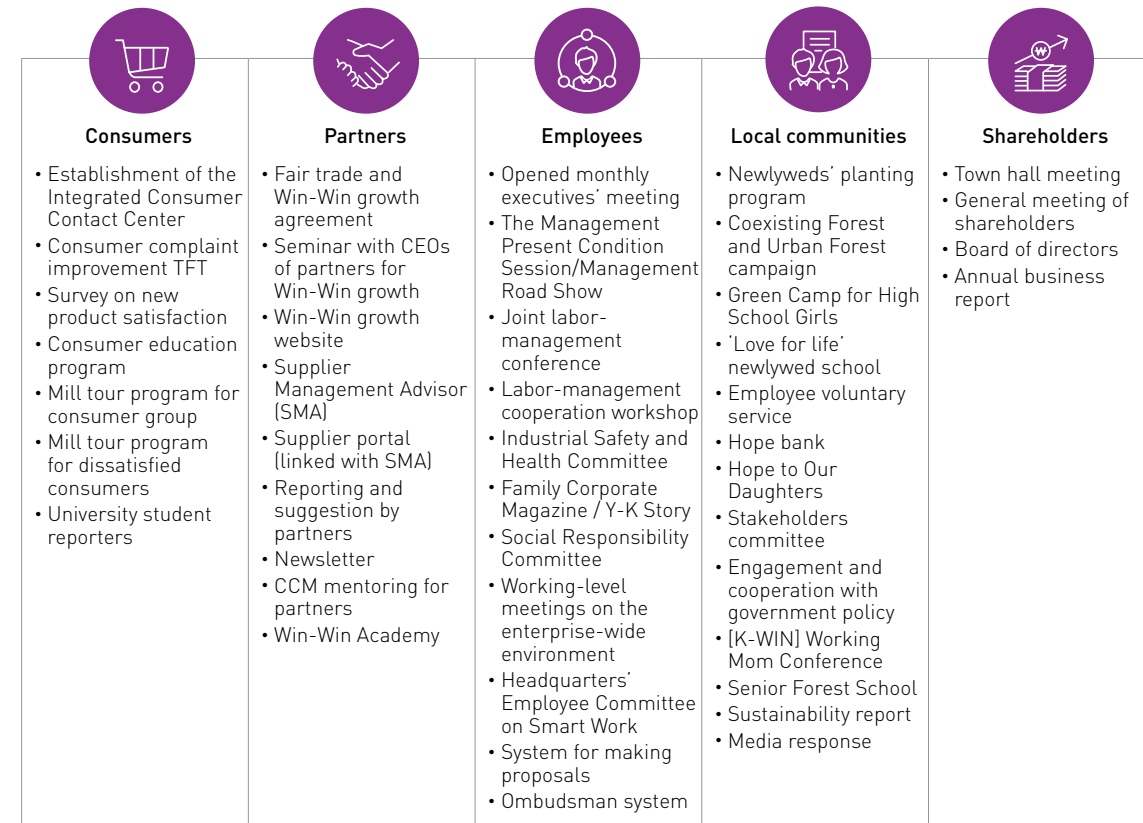 ₩
Consumers
• Establishment of the
Integrated Consumer
Contact Center
• Consumer complaint
improvement TFT
• Survey on new
product satisfaction
• Consumer education
program
• Mill tour program for
consumer group
• Mill tour program
for dissatisfied
consumers
• University student
reporters
Partners
• Fair trade and
Win-Win growth
agreement
• Seminar with CEOs
of partners for
Win-Win growth
• Win-Win growth
website
• Supplier
Management Advisor
(SMA)
• Supplier portal
(linked with SMA)
• Reporting and
suggestion by
partners
• Newsletter
• CCM mentoring for
partners
• Win-Win Academy
Employees
• Opened monthly
executives’ meeting
• The Management
Present Condition
Session/Management
Road Show
• Joint labor-
management
conference
• Labor-management
cooperation workshop
• Industrial Safety and
Health Committee
• Family Corporate
Magazine / Y-K Story
• Social Responsibility
Committee
• Working-level
meetings on the
enterprise-wide
environment
• Headquarters’
Employee Committee
on Smart Work
• System for making
proposals
• Ombudsman system
Local communities
• Newlyweds’ planting
program
• Coexisting Forest
and Urban Forest
campaign
• Green Camp for High
School Girls
• ‘Love for life’
newlywed school
• Employee voluntary
service
• Hope bank
• Hope to Our
Daughters
• Stakeholders
committee
• Engagement and
cooperation with
government policy
• [K-WIN] Working
Mom Conference
• Senior Forest School
• Sustainability report
• Media response
Shareholders
• Town hall meeting
• General meeting of
shareholders
• Board of directors
• Annual business
report